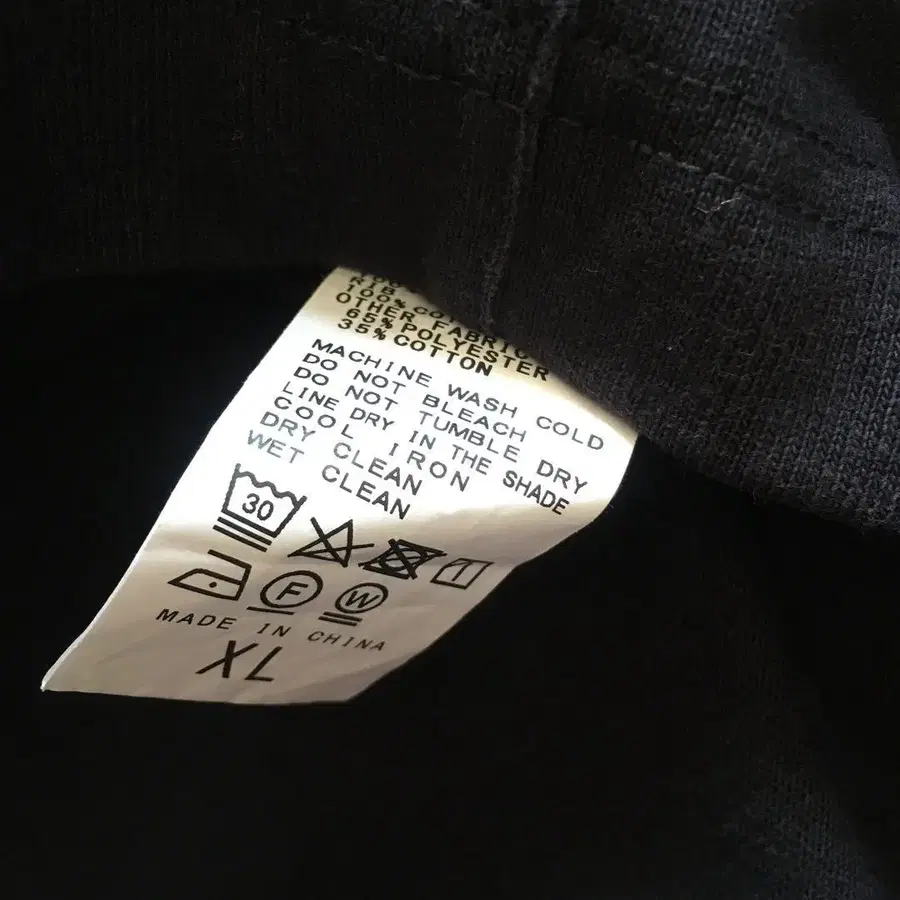 RIB
100% COTTON
OTHER FABRIC
65% POLYESTER
35% COTTON
MACHINE WASH COLD
DO NOT BLEACH
DO NOT TUMBLE DRY
LINE DRY IN THE SHADE
COOL IRON
DRY CLEAN
WET CLEAN
30
F
W
MADE IN CHINA
XL